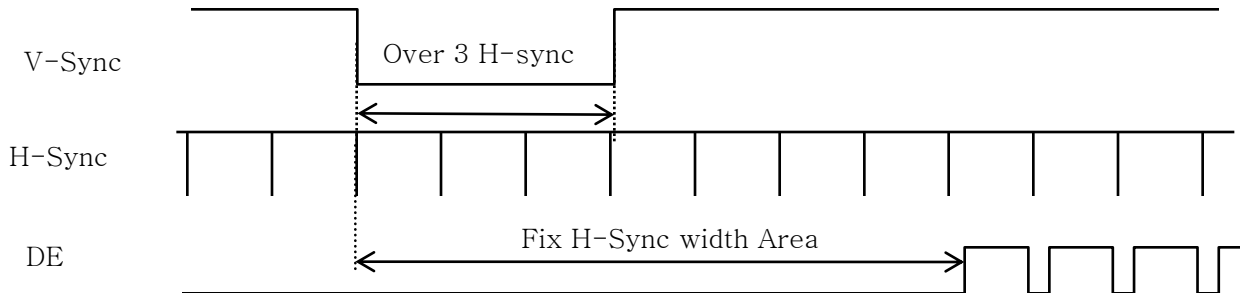 V-Sync
Over 3 H-sync
H-Sync
Fix H-Sync width Area
DE